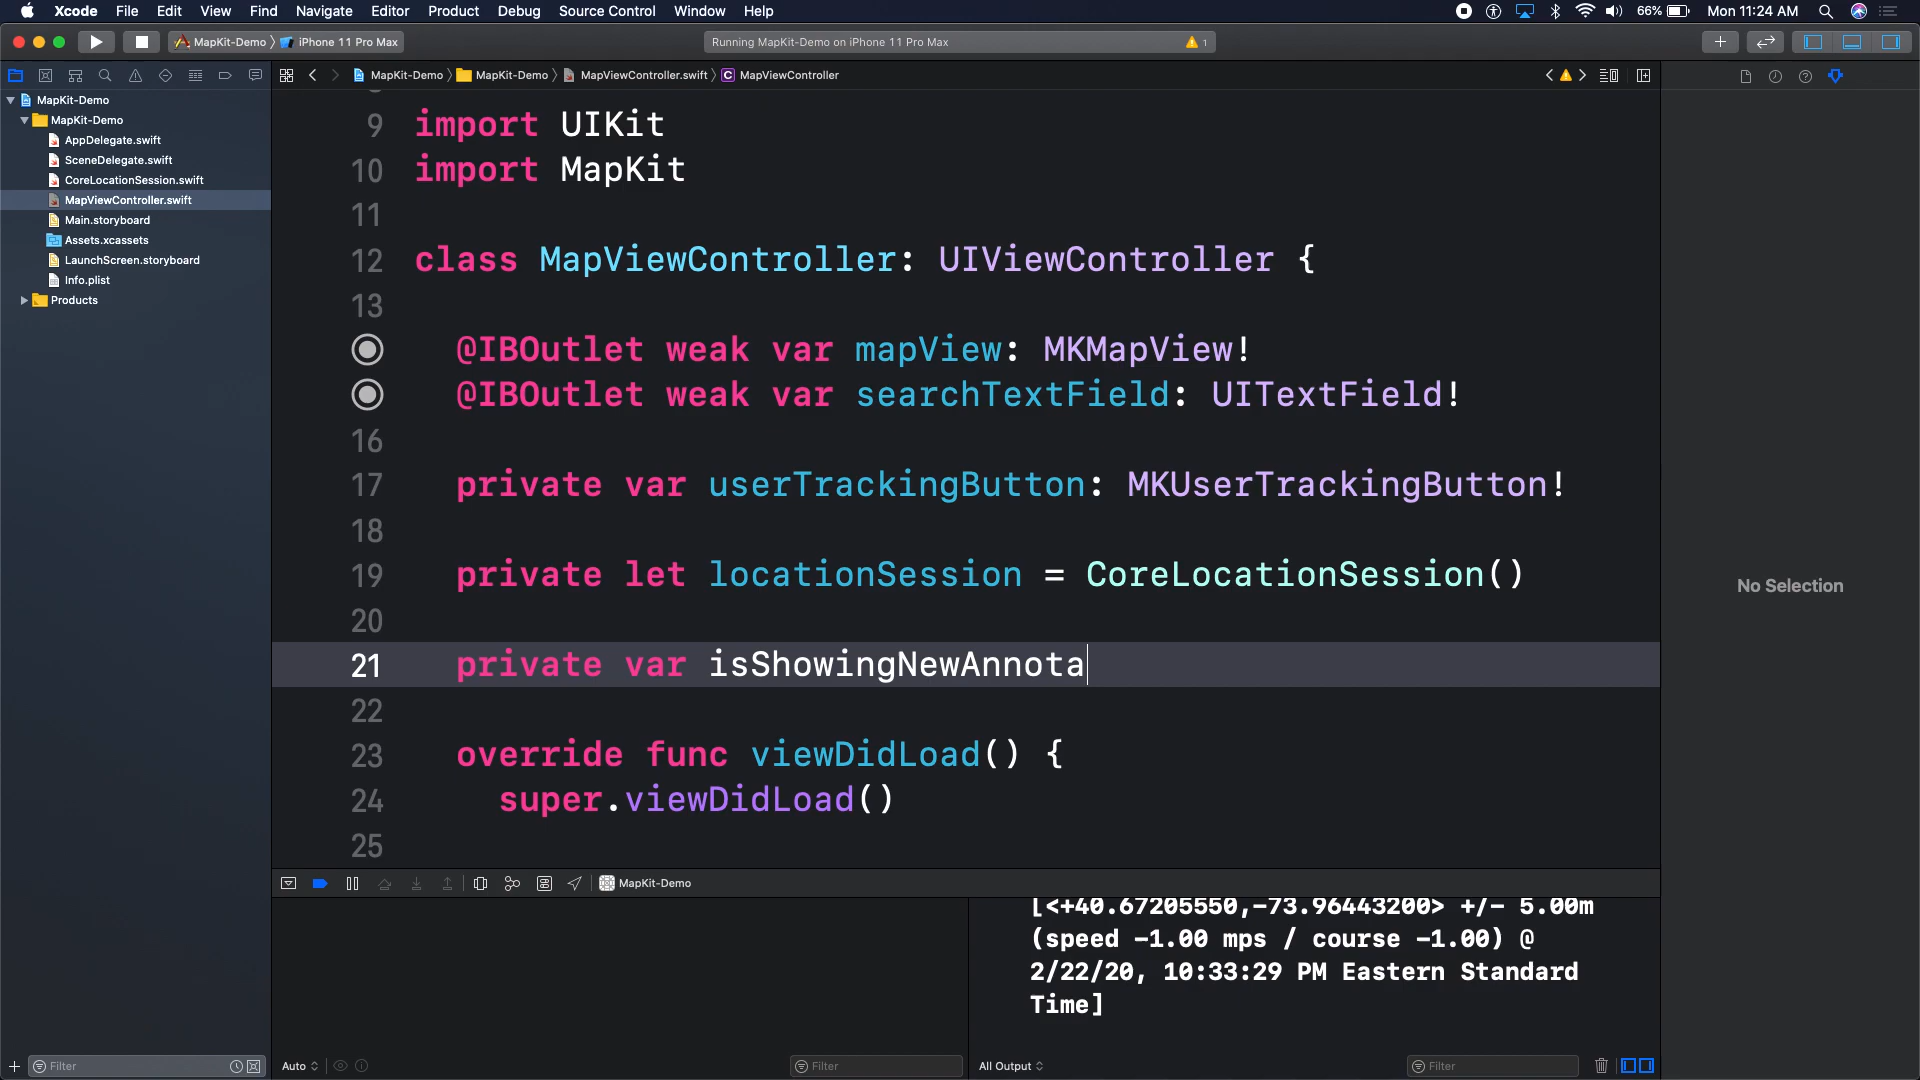 Xcode File Edit View Find Navigate Editor Product Debug Source Control Window Help 66% Mon 11:24 AM
MapKit-Demo iPhone 11 Pro Max Running MapKit-Demo on iPhone 11 Pro Max 1
MapKit-Demo MapKit-Demo MapViewController.swift C MapViewController
MapKit-Demo
MapKit-Demo
AppDelegate.swift
SceneDelegate.swift
CoreLocationSession.swift
MapViewController.swift
Main.storyboard
Assets.xcassets
LaunchScreen.storyboard
Info.plist
Products
9 import UIKit
10 import MapKit
11
12 class MapViewController: UIViewController {
13
@IBOutlet weak var mapView: MKMapView!
@IBOutlet weak var searchTextField: UITextField!
16
17 private var userTrackingButton: MKUserTrackingButton!
18
19 private let locationSession = CoreLocationSession()
20
21 private var isShowingNewAnnota
22
23 override func viewDidLoad() {
24 super.viewDidLoad()
25
No Selection
MapKit-Demo
[<+40.67205550,-73.96443200> +/- 5.00m
(speed -1.00 mps / course -1.00) @
2/22/20, 10:33:29 PM Eastern Standard
Time]
Filter
Auto
Filter
All Output
Filter